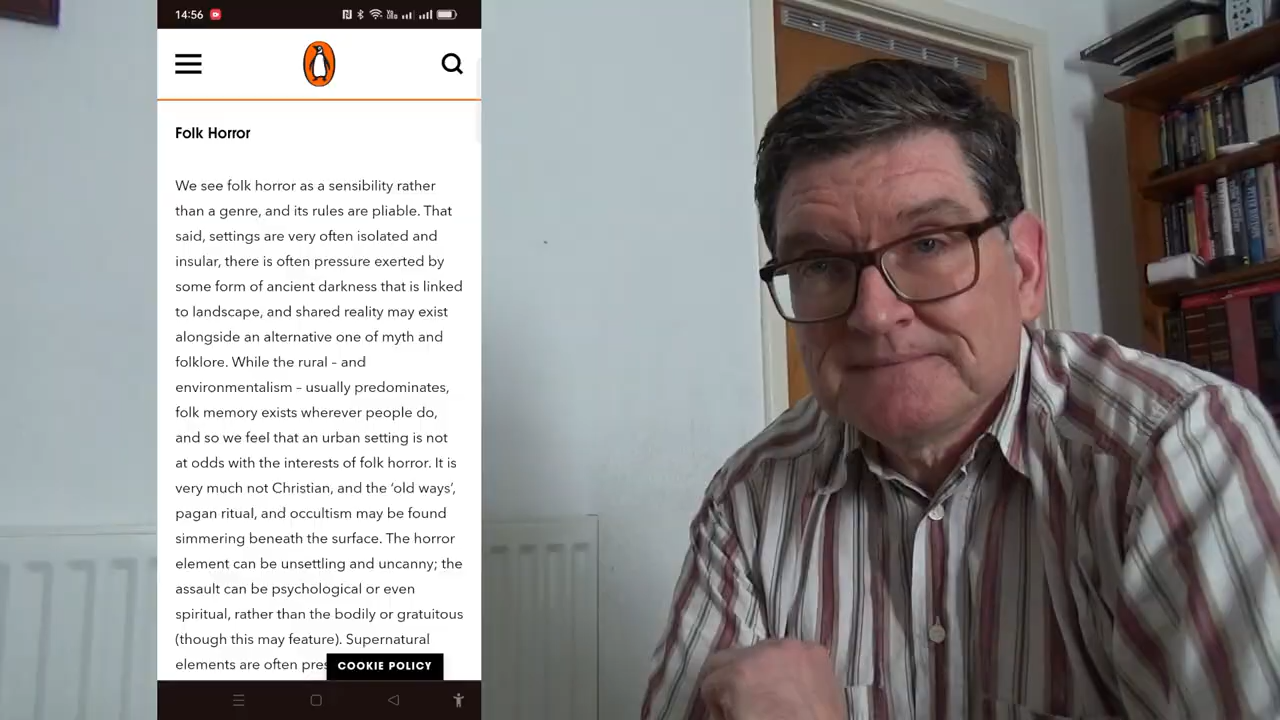 14:56
Folk Horror
We see folk horror as a sensibility rather
than a genre, and its rules are pliable. That
said, settings are very often isolated and
insular, there is often pressure exerted by
some form of ancient darkness that is linked
to landscape, and shared reality may exist
alongside an alternative one of myth and
folklore. While the rural – and
environmentalism – usually predominates,
folk memory exists wherever people do,
and so we feel that an urban setting is not
at odds with the interests of folk horror. It is
very much not Christian, and the ‘old ways’,
pagan ritual, and occultism may be found
simmering beneath the surface. The horror
element can be unsettling and uncanny; the
assault can be psychological or even
spiritual, rather than the bodily or gratuitous
(though this may feature). Supernatural
elements are often
COOKIE POLICY